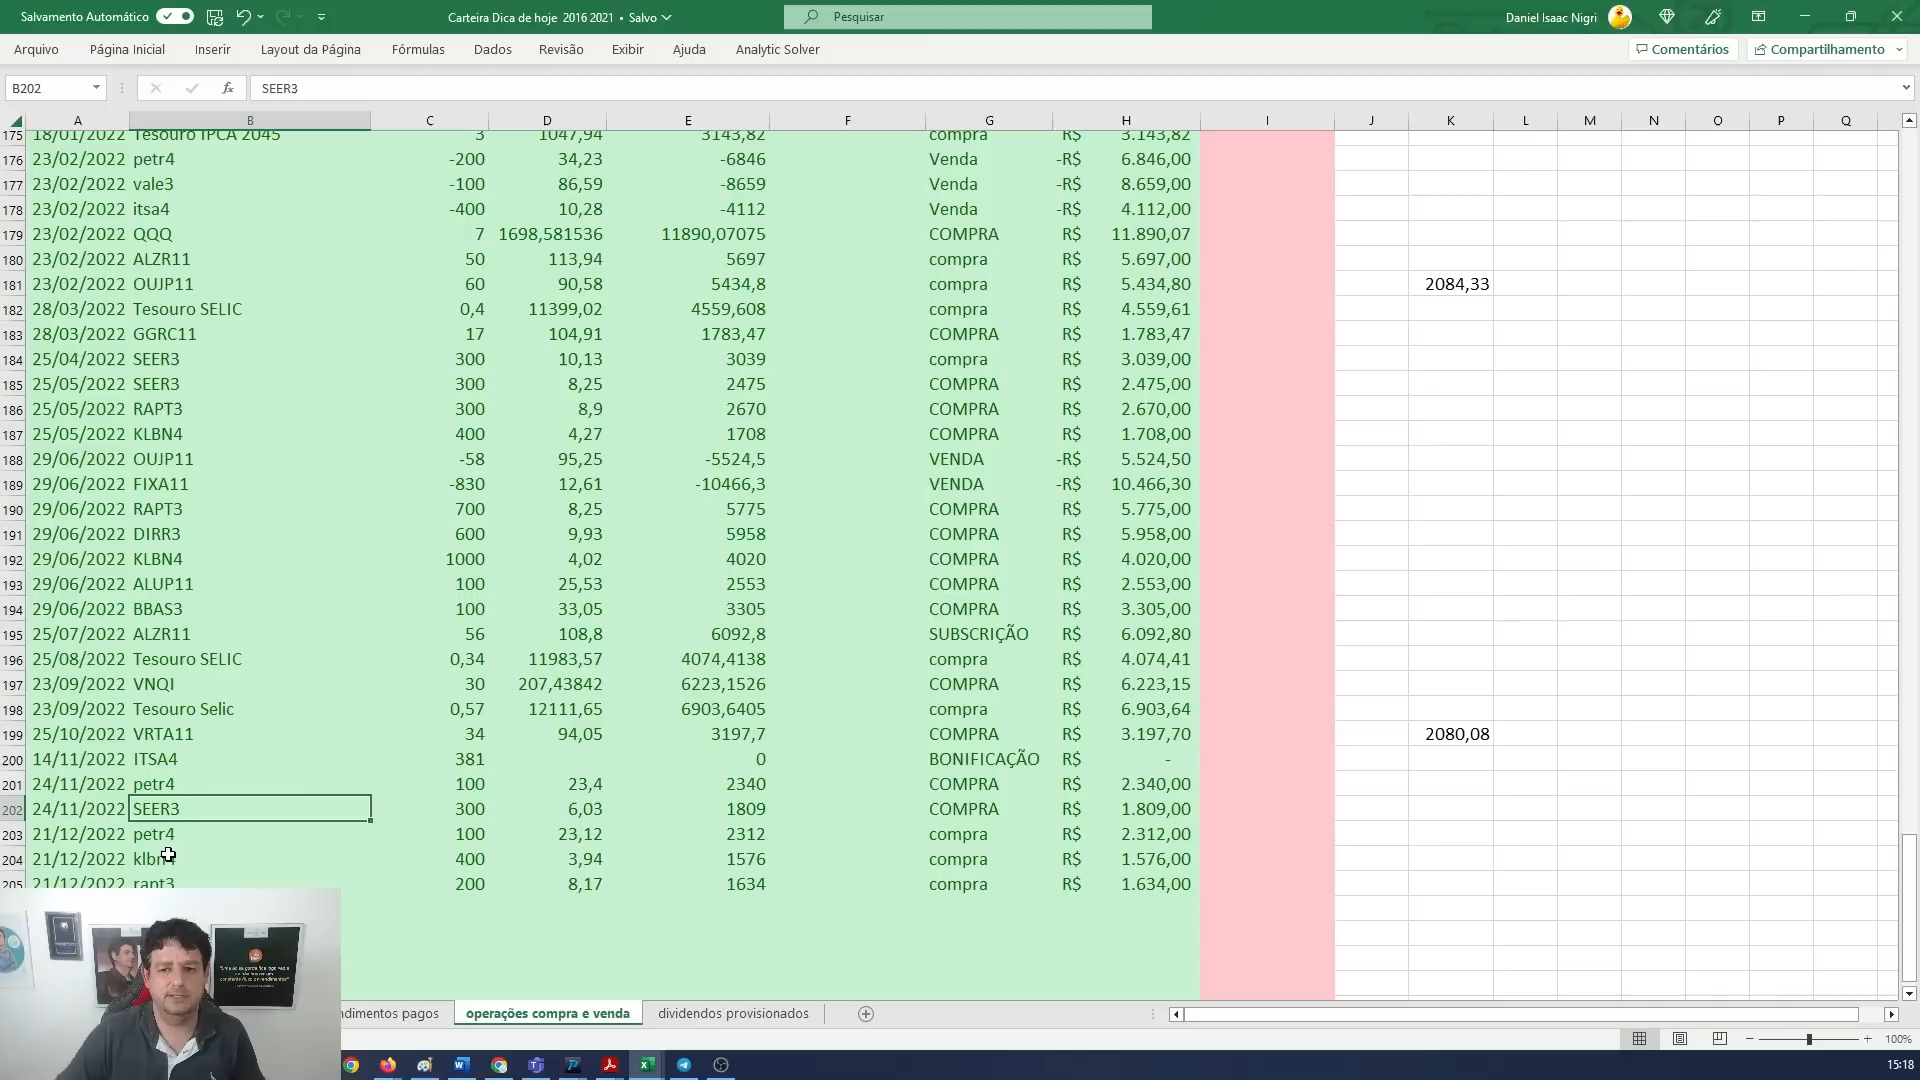 Salvamento Automático
Carteira Dica de hoje 2016 2021 • Salvo
Pesquisar
Daniel Isaac Nigri
Arquivo Página Inicial Inserir Layout da Página Fórmulas Dados Revisão Exibir Ajuda Analytic Solver
Comentários Compartilhamento
B202 fx SEER3
A B C D E F G H I J K L M N O P Q
175 18/01/2022 Tesouro IPCA 2045 3 1047,94 3143,82 compra R$ 3.143,82
176 23/02/2022 petr4 -200 34,23 -6846 Venda -R$ 6.846,00
177 23/02/2022 vale3 -100 86,59 -8659 Venda -R$ 8.659,00
178 23/02/2022 itsa4 -400 10,28 -4112 Venda -R$ 4.112,00
179 23/02/2022 QQQ 7 1698,581536 11890,07075 COMPRA R$ 11.890,07
180 23/02/2022 ALZR11 50 113,94 5697 compra R$ 5.697,00
181 23/02/2022 OUJP11 60 90,58 5434,8 compra R$ 5.434,80 2084,33
182 28/03/2022 Tesouro SELIC 0,4 11399,02 4559,608 compra R$ 4.559,61
183 28/03/2022 GGRC11 17 104,91 1783,47 COMPRA R$ 1.783,47
184 25/04/2022 SEER3 300 10,13 3039 compra R$ 3.039,00
185 25/05/2022 SEER3 300 8,25 2475 COMPRA R$ 2.475,00
186 25/05/2022 RAPT3 300 8,9 2670 COMPRA R$ 2.670,00
187 25/05/2022 KLBN4 400 4,27 1708 COMPRA R$ 1.708,00
188 29/06/2022 OUJP11 -58 95,25 -5524,5 VENDA -R$ 5.524,50
189 29/06/2022 FIXA11 -830 12,61 -10466,3 VENDA -R$ 10.466,30
190 29/06/2022 RAPT3 700 8,25 5775 COMPRA R$ 5.775,00
191 29/06/2022 DIRR3 600 9,93 5958 COMPRA R$ 5.958,00
192 29/06/2022 KLBN4 1000 4,02 4020 COMPRA R$ 4.020,00
193 29/06/2022 ALUP11 100 25,53 2553 COMPRA R$ 2.553,00
194 29/06/2022 BBAS3 100 33,05 3305 COMPRA R$ 3.305,00
195 25/07/2022 ALZR11 56 108,8 6092,8 SUBSCRIÇÃO R$ 6.092,80
196 25/08/2022 Tesouro SELIC 0,34 11983,57 4074,4138 compra R$ 4.074,41
197 23/09/2022 VNQI 30 207,43842 6223,1526 COMPRA R$ 6.223,15
198 23/09/2022 Tesouro Selic 0,57 12111,65 6903,6405 compra R$ 6.903,64
199 25/10/2022 VRTA11 34 94,05 3197,7 COMPRA R$ 3.197,70 2080,08
200 14/11/2022 ITSA4 381 0 BONIFICAÇÃO R$ -
201 24/11/2022 petr4 100 23,4 2340 COMPRA R$ 2.340,00
202 24/11/2022 SEER3 300 6,03 1809 COMPRA R$ 1.809,00
203 21/12/2022 petr4 100 23,12 2312 compra R$ 2.312,00
204 21/12/2022 klbn4 400 3,94 1576 compra R$ 1.576,00
205 21/12/2022 rapt3 200 8,17 1634 compra R$ 1.634,00
ndimentos pagos operações compra e venda dividendos provisionados
100%
15:18